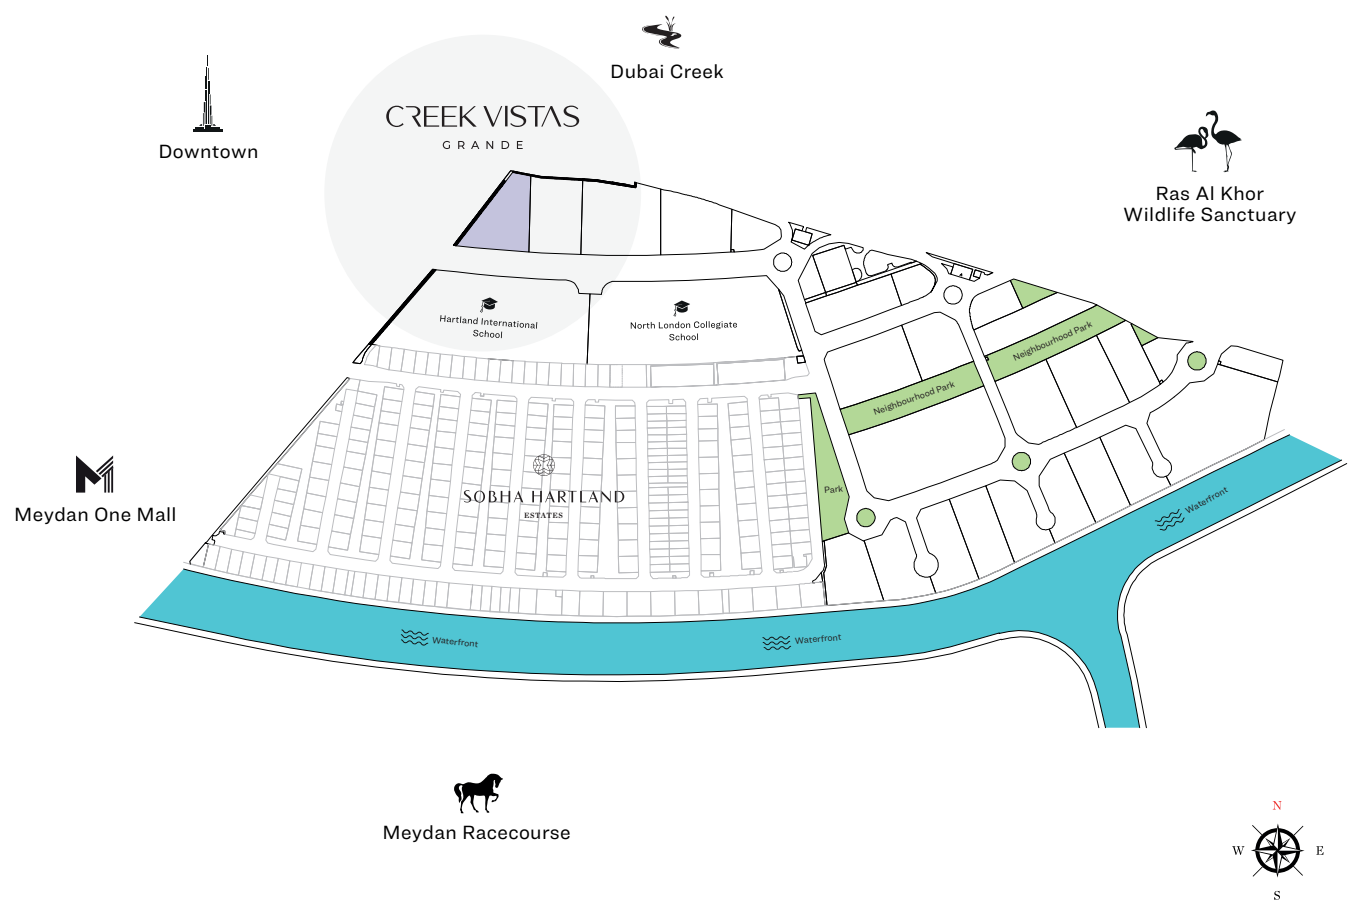 Dubai Creek
CREEK VISTAS
GRANDE
Downtown
Ras Al Khor
Wildlife Sanctuary
Hartland International
School
North London Collegiate
School
Neighbourhood Park
Neighbourhood Park
Park
SOBHA HARTLAND
ESTATES
Meydan One Mall
Waterfront
Waterfront
Waterfront
Meydan Racecourse
N
W
E
S